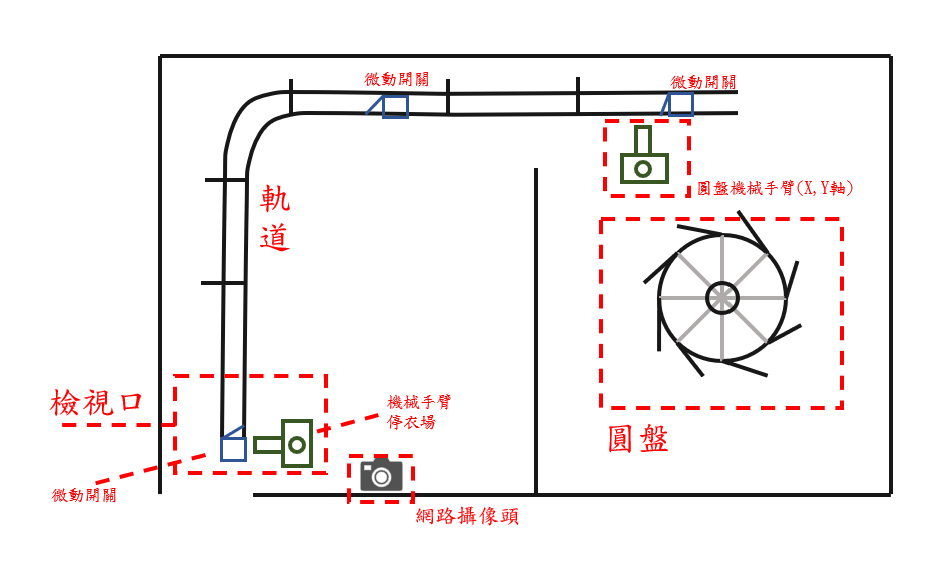 微動開關
微動開關
圓盤機械手臂(X,Y軸)
軌
道
檢視口
機械手臂
停衣場
圓盤
微動開關
網路攝像頭